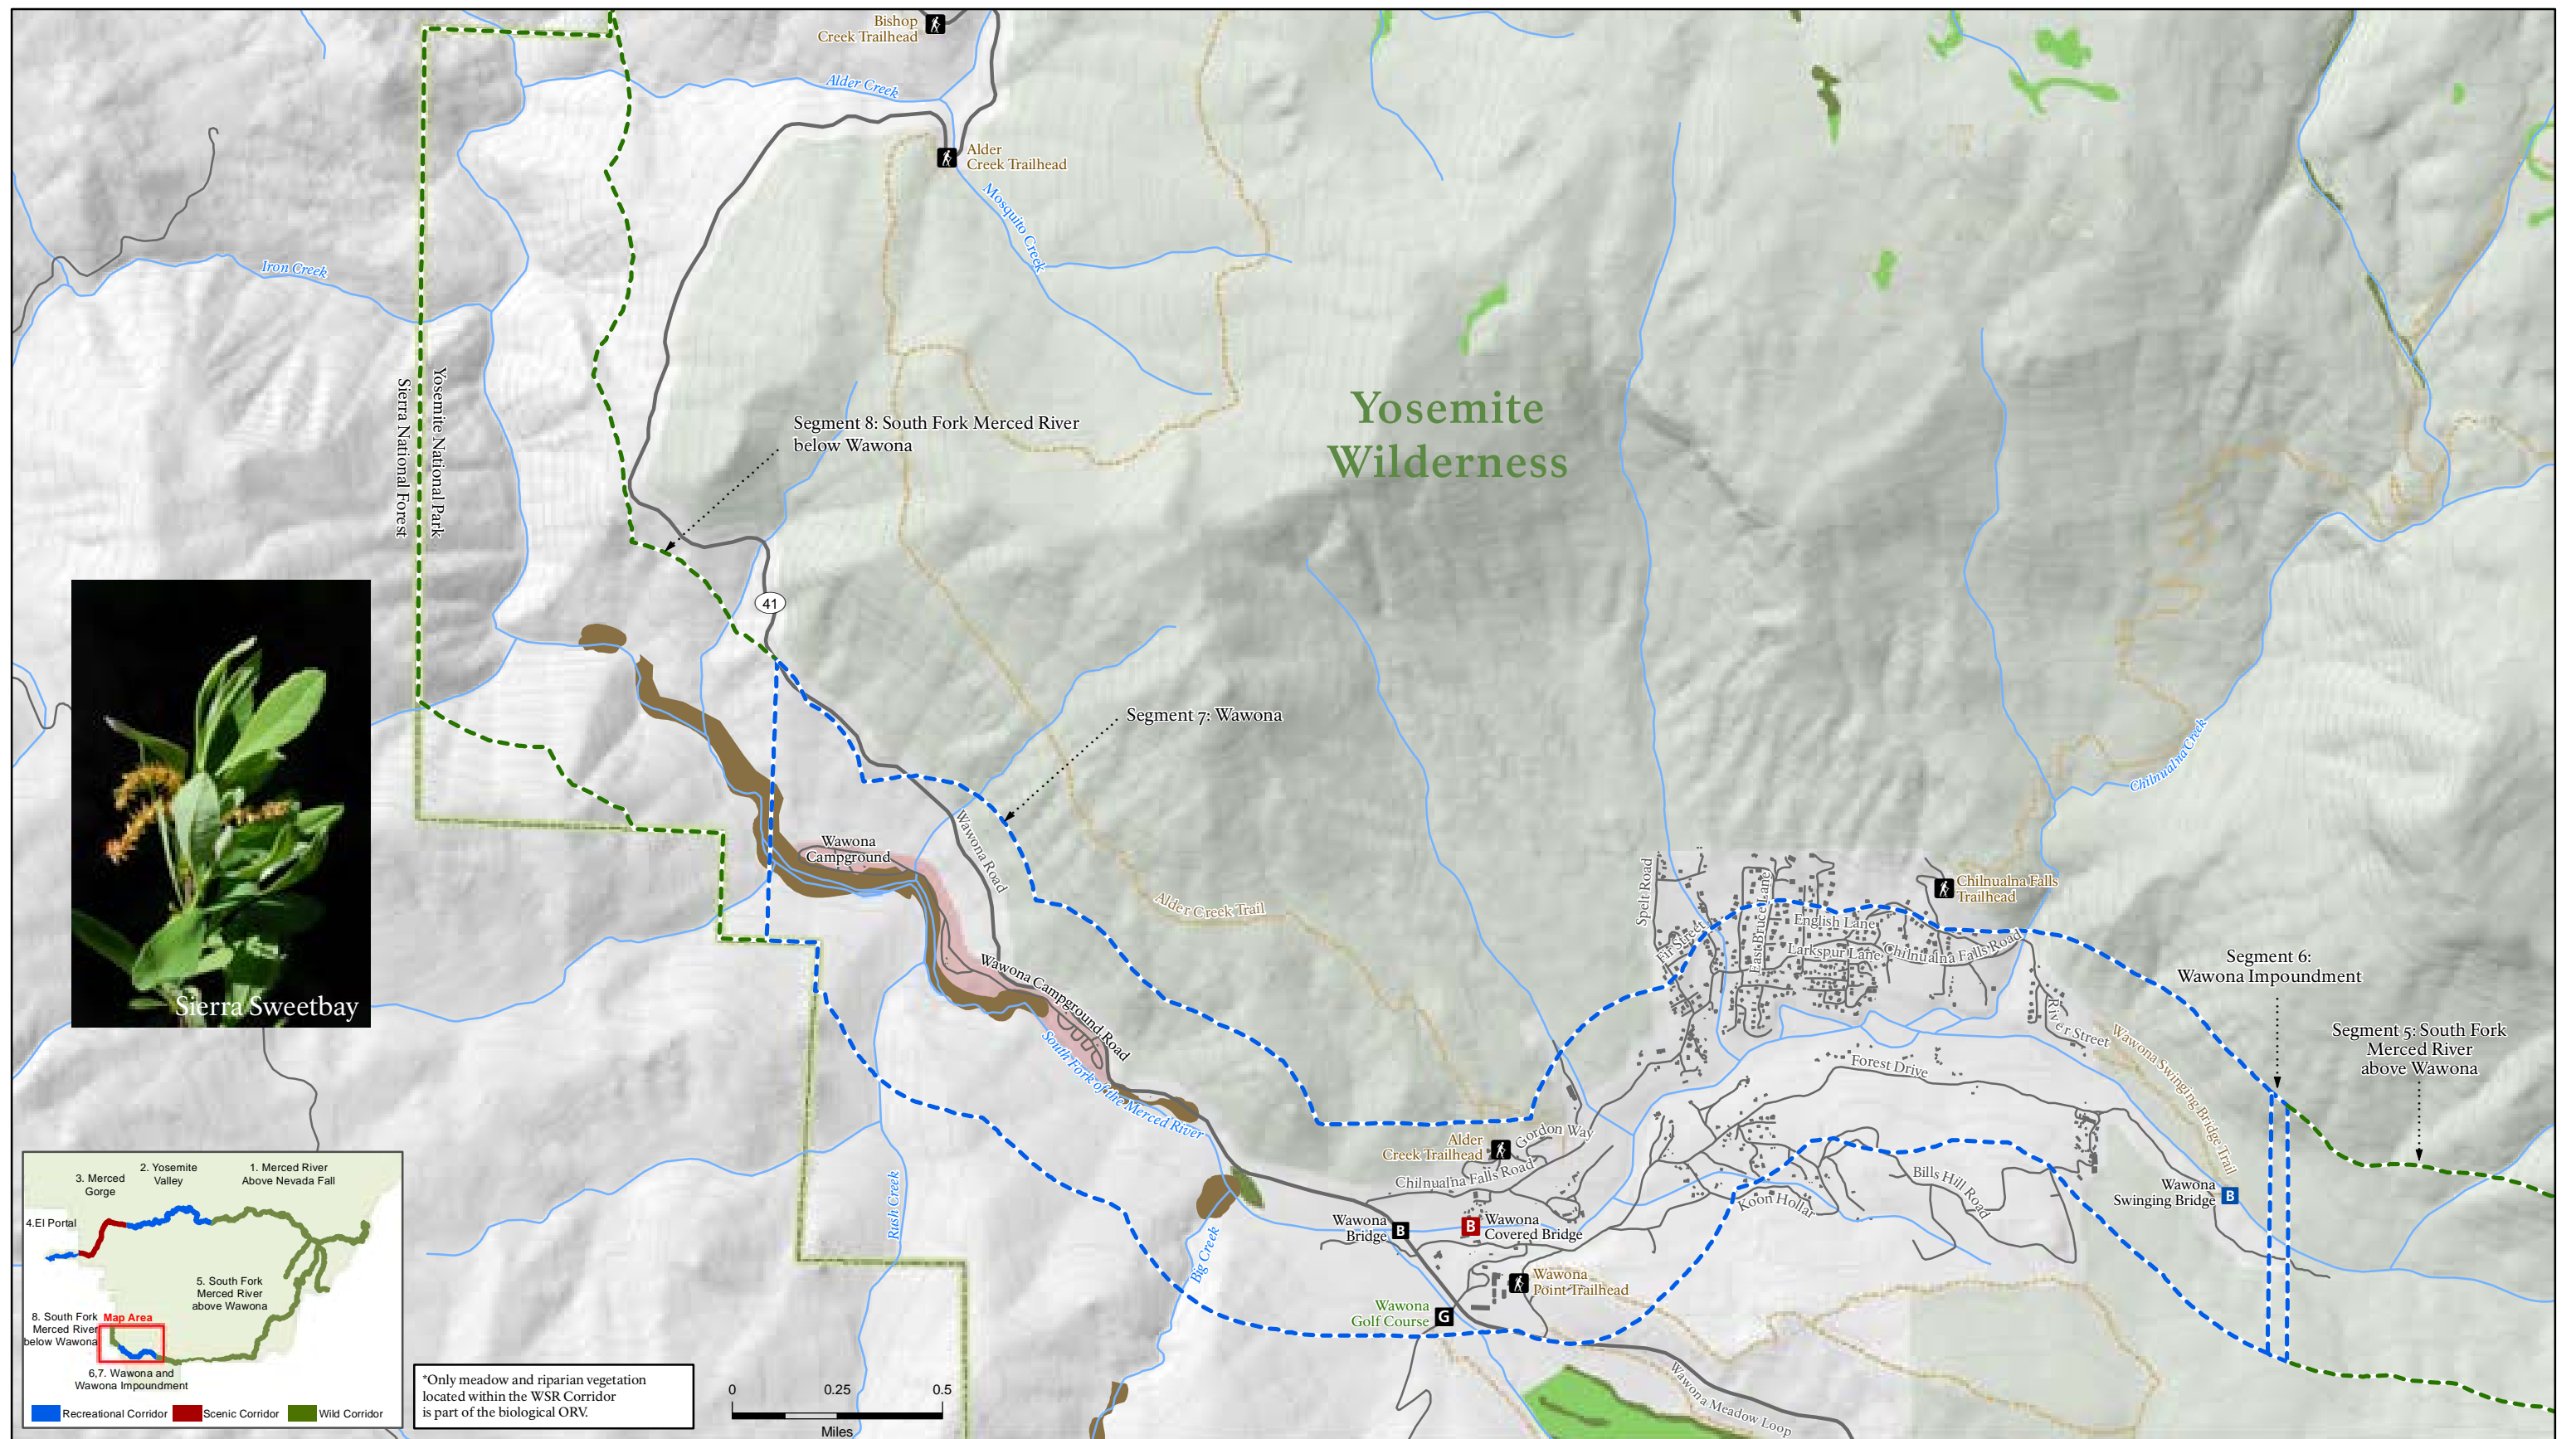 Bishop
Creek Trailhead
Alder Creek
Alder
Creek Trailhead
Mosquito Creek
Iron Creek
Yosemite National Park
Sierra National Forest
Segment 8: South Fork Merced River
below Wawona
Yosemite
Wilderness
41
Segment 7: Wawona
Chilnualna Creek
Wawona
Campground
Wawona Road
Alder Creek Trail
Spelt Road
Fir Street
East Bruce Lane
English Lane
Larkspur Lane
Chilnualna Falls Road
Chilnualna Falls
Trailhead
River Street
Segment 6:
Wawona Impoundment
Segment 5: South Fork
Merced River
above Wawona
Wawona Campground Road
South Fork of the Merced River
Forest Drive
Wawona Swinging Bridge Trail
Sierra Sweetbay
Alder
Creek Trailhead
Gordon Way
Chilnualna Falls Road
Koon Hollar
Bills Hill Road
Wawona
Swinging Bridge
B
Rush Creek
Big Creek
Wawona
Bridge
B
B
Wawona
Covered Bridge
Wawona
Point Trailhead
Wawona
Golf Course
G
Wawona Meadow Loop
1. Merced River
Above Nevada Fall
2. Yosemite
Valley
3. Merced
Gorge
4.El Portal
5. South Fork
Merced River
above Wawona
8. South Fork
Merced River
below Wawona
Map Area
6,7. Wawona and
Wawona Impoundment
Recreational Corridor
Scenic Corridor
Wild Corridor
*Only meadow and riparian vegetation
located within the WSR Corridor
is part of the biological ORV.
0 0.25 0.5
Miles